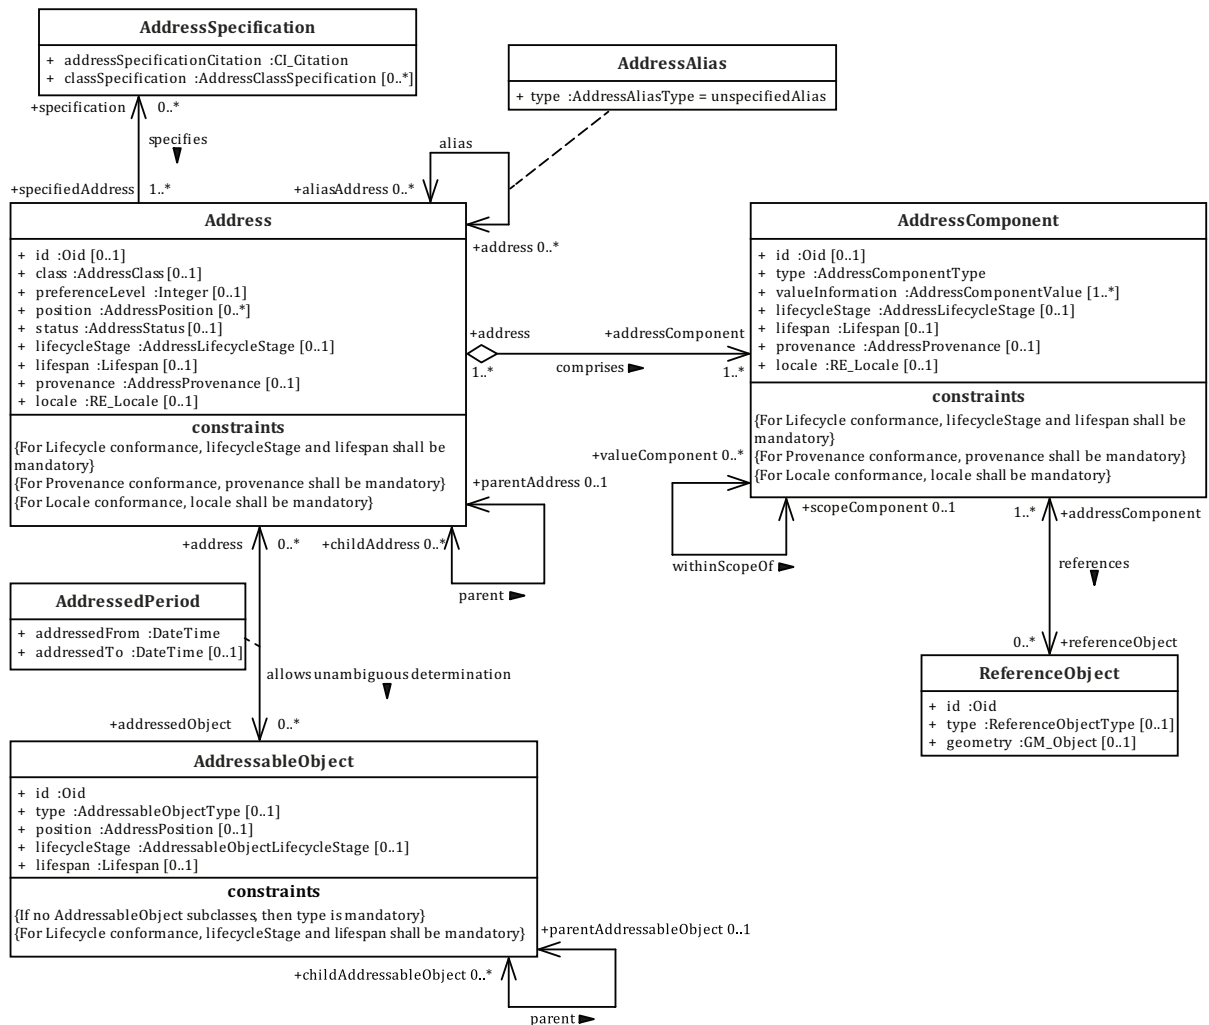 AddressSpecification
+ addressSpecificationCitation :CI_Citation
+ classSpecification :AddressClassSpecification [0..*]
AddressAlias
+ type :AddressAliasType = unspecifiedAlias
+specification 0..*
specifies
+specifiedAddress 1..*
alias
+aliasAddress 0..*
+address 0..*
Address
+ id :Oid [0..1]
+ class :AddressClass [0..1]
+ preferenceLevel :Integer [0..1]
+ position :AddressPosition [0..*]
+ status :AddressStatus [0..1]
+ lifecycleStage :AddressLifecycleStage [0..1]
+ lifespan :Lifespan [0..1]
+ provenance :AddressProvenance [0..1]
+ locale :RE_Locale [0..1]
constraints
{For Lifecycle conformance, lifecycleStage and lifespan shall be
mandatory}
{For Provenance conformance, provenance shall be mandatory}
{For Locale conformance, locale shall be mandatory}
+address
1..*
comprises
+addressComponent
1..*
AddressComponent
+ id :Oid [0..1]
+ type :AddressComponentType
+ valueInformation :AddressComponentValue [1..*]
+ lifecycleStage :AddressLifecycleStage [0..1]
+ lifespan :Lifespan [0..1]
+ provenance :AddressProvenance [0..1]
+ locale :RE_Locale [0..1]
constraints
{For Lifecycle conformance, lifecycleStage and lifespan shall be
mandatory}
{For Provenance conformance, provenance shall be mandatory}
{For Locale conformance, locale shall be mandatory}
+valueComponent 0..*
+scopeComponent 0..1
withinScopeOf
+parentAddress 0..1
+childAddress 0..*
parent
+address 0..*
AddressedPeriod
+ addressedFrom :DateTime
+ addressedTo :DateTime [0..1]
allows unambiguous determination
+addressedObject 0..*
1..* +addressComponent
references
0..* +referenceObject
ReferenceObject
+ id :Oid
+ type :ReferenceObjectType [0..1]
+ geometry :GM_Object [0..1]
AddressableObject
+ id :Oid
+ type :AddressableObjectType [0..1]
+ position :AddressPosition [0..1]
+ lifecycleStage :AddressableObjectLifecycleStage [0..1]
+ lifespan :Lifespan [0..1]
constraints
{If no AddressableObject subclasses, then type is mandatory}
{For Lifecycle conformance, lifecycleStage and lifespan shall be mandatory}
+parentAddressableObject 0..1
+childAddressableObject 0..*
parent